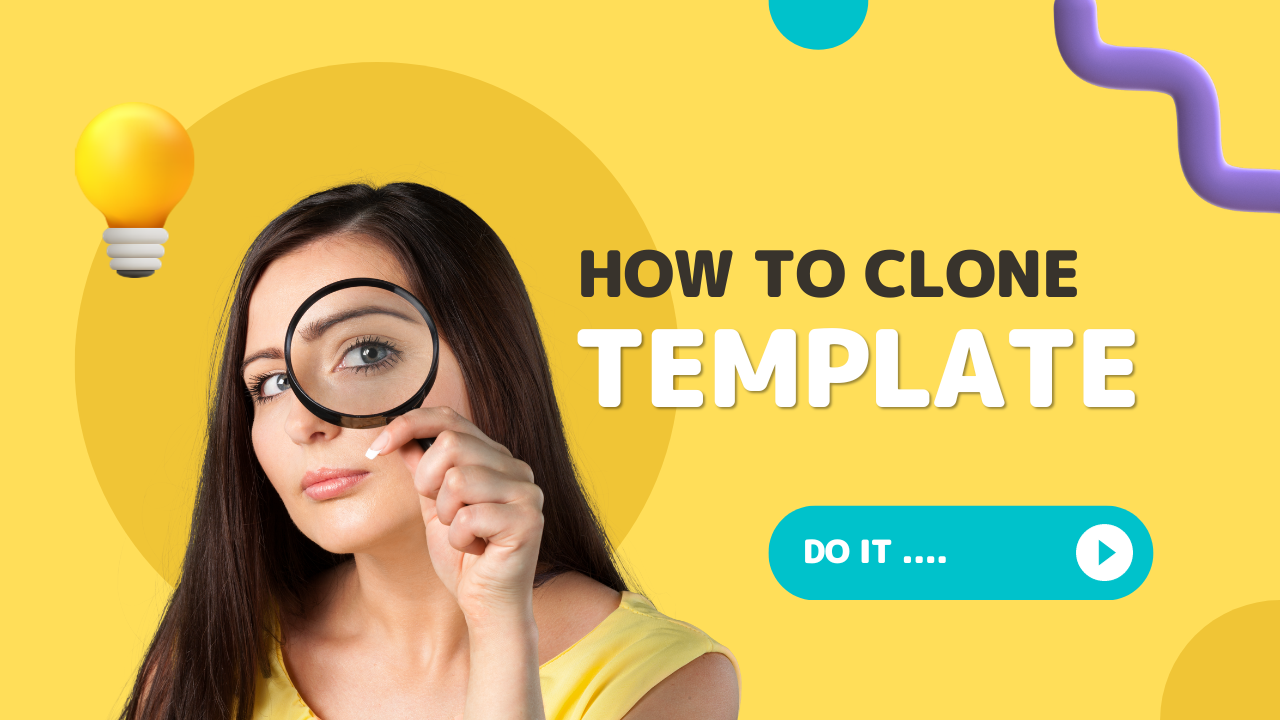 HOW TO CLONE
TEMPLATE
DO IT ....